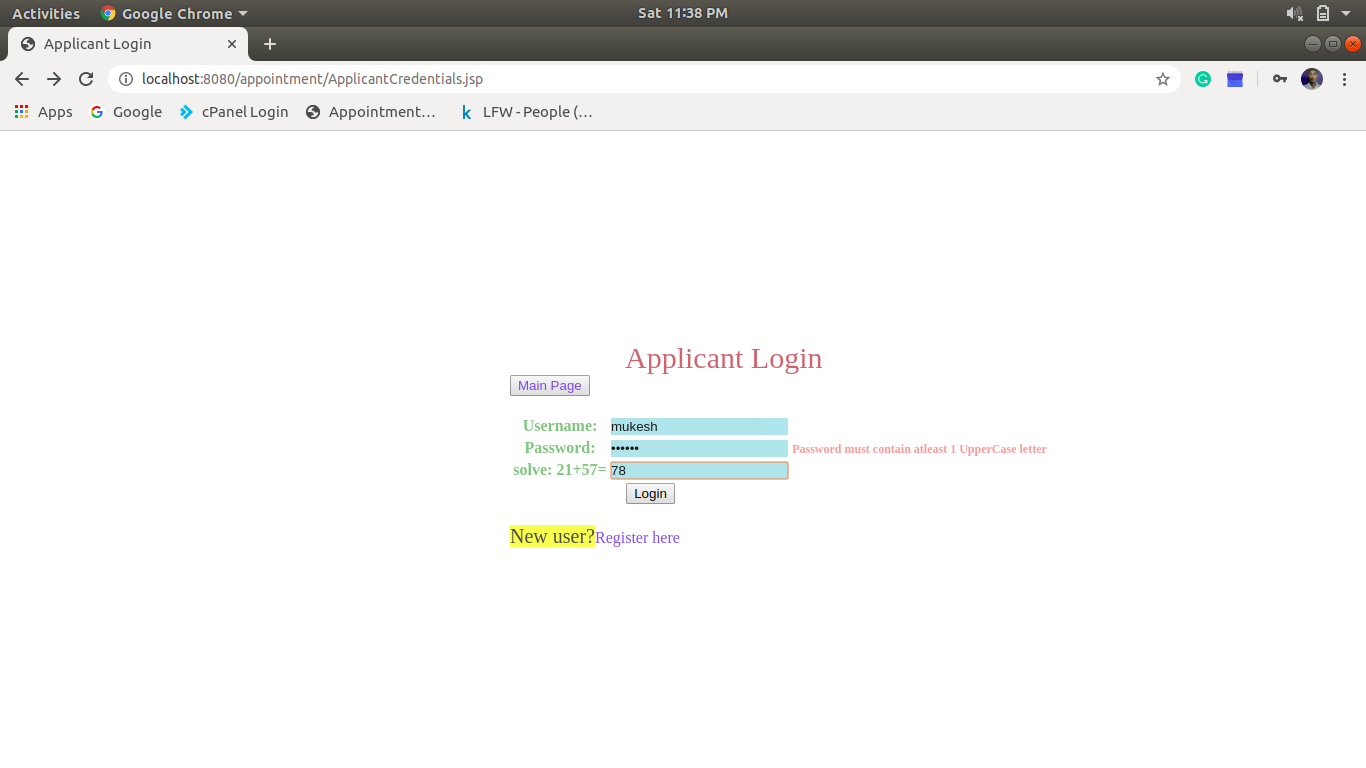 Activities Google Chrome Sat 11:38 PM
Applicant Login
localhost:8080/appointment/ApplicantCredentials.jsp
Apps Google cPanel Login Appointment… LFW - People (…
Applicant Login
Main Page
Username: mukesh
Password: •••••• Password must contain atleast 1 UpperCase letter
solve: 21+57= 78
Login
New user?Register here